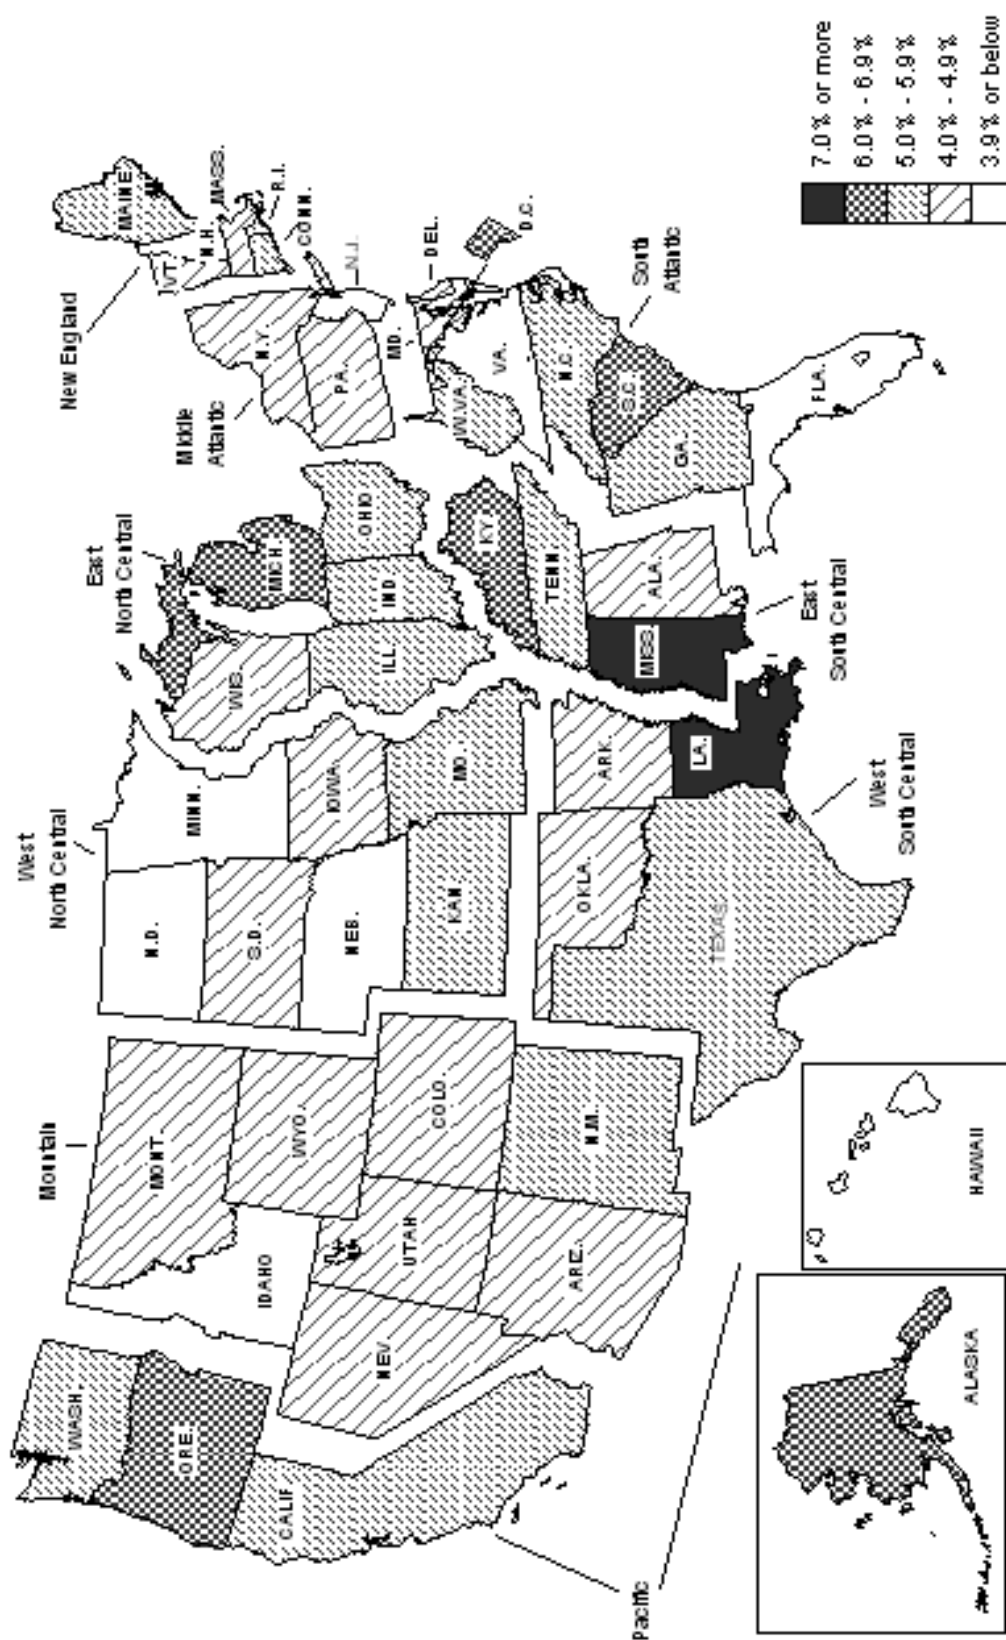 Pacific
Mountain
West
North Central
East
North Central
Middle
Atlantic
New England
South
Atlantic
East
South Central
West
South Central
WASH.
ORE.
CALIF
NEV.
IDAHO
MONT.
WYO.
UTAH
COLO.
ARIZ.
N.M.
N.D.
S.D.
NEB.
KAN.
MINN.
IOWA.
MO.
OKLA.
ARK.
TEXAS
LA.
WIS.
MICH.
ILL.
IND.
OHIO
KY.
TENN.
MISS.
ALA.
N.Y.
PA.
N.J.
MAINE
VT.
N.H.
MASS.
R.I.
CONN.
DEL.
MD.
D.C.
W.VA.
VA.
N.C.
S.C.
GA.
FLA.
ALASKA
HAWAII
7.0% or more
6.0% - 6.9%
5.0% - 5.9%
4.0% - 4.9%
3.9% or below